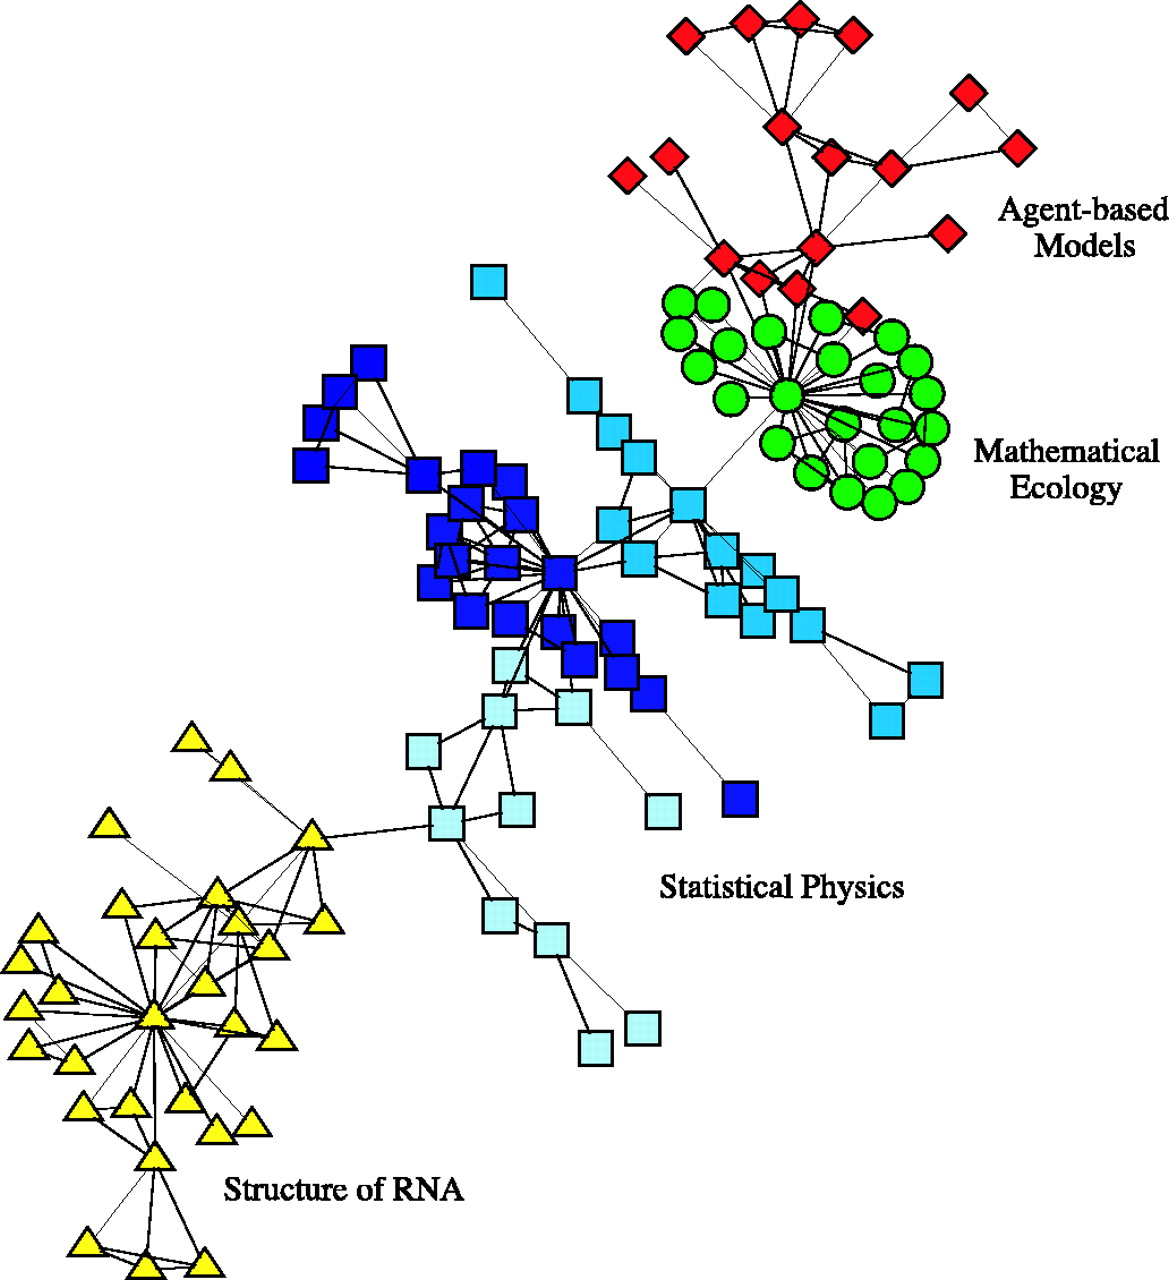 Agent-based
Models
Mathematical
Ecology
Statistical Physics
Structure of RNA